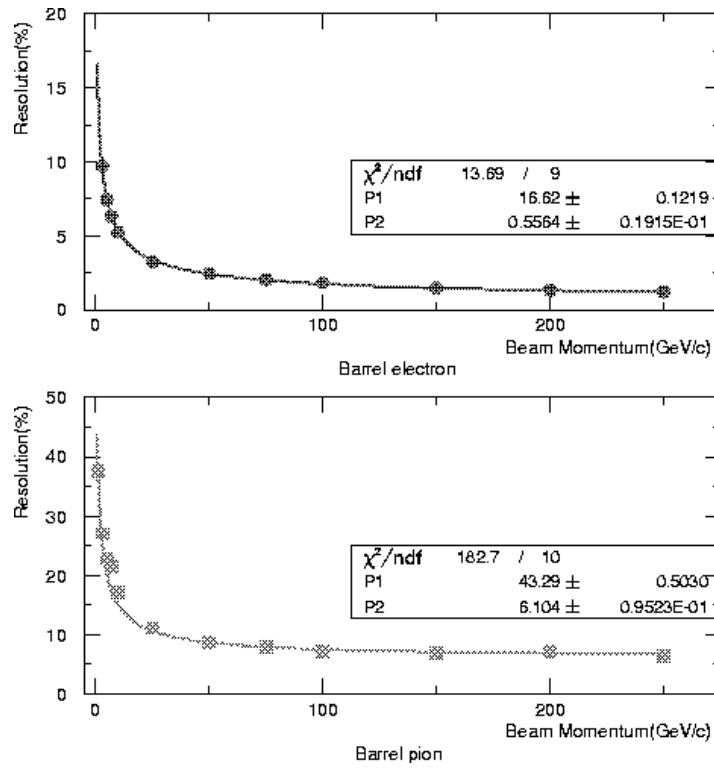 20
15
10
5
0
Resolution(%)
χ²/ndf 13.69 / 9
P1 16.62 ± 0.1219
P2 0.5564 ± 0.1915E-01
0 100 200
Beam Momentum(GeV/c)
Barrel electron
50
40
30
20
10
0
Resolution(%)
χ²/ndf 182.7 / 10
P1 43.29 ± 0.5030
P2 6.104 ± 0.9523E-01
0 100 200
Beam Momentum(GeV/c)
Barrel pion